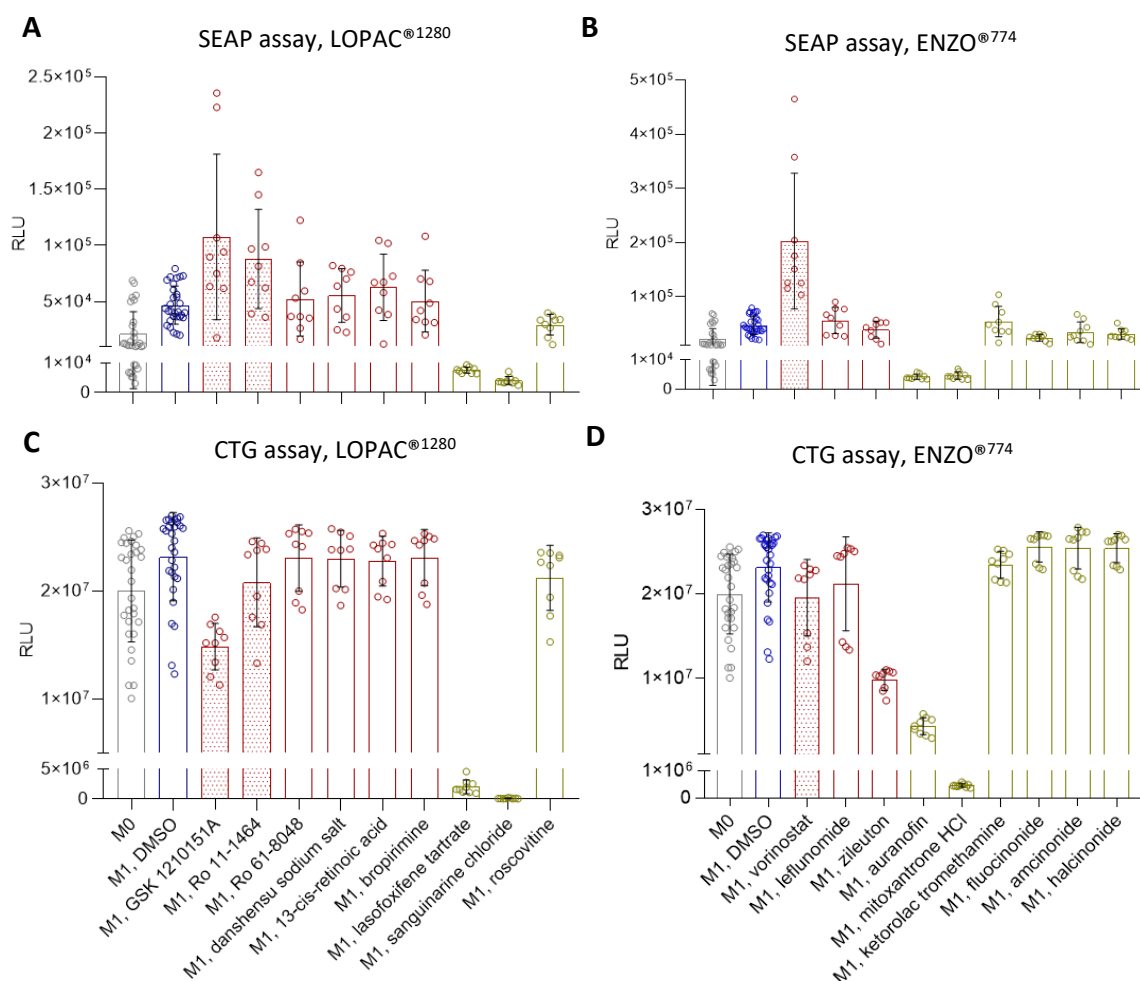 A
SEAP assay, LOPAC®1280
2.5×10⁵
2×10⁵
1.5×10⁵
1×10⁵
5×10⁴
1×10⁴
0
RLU
B
SEAP assay, ENZO®774
5×10⁵
4×10⁵
3×10⁵
2×10⁵
1×10⁵
1×10⁴
0
RLU
C
CTG assay, LOPAC®1280
3×10⁷
2×10⁷
1×10⁷
5×10⁶
0
RLU
M0
M1, DMSO
M1, GSK 1210151A
M1, Ro 11-1464
M1, Ro 61-8048
M1, danshensu sodium salt
M1, 13-cis-retinoic acid
M1, bropirimine
M1, lasofoxifene tartrate
M1, sanguinarine chloride
M1, roscovitine
D
CTG assay, ENZO®774
3×10⁷
2×10⁷
1×10⁷
1×10⁶
0
RLU
M0
M1, DMSO
M1, vorinostat
M1, leflunomide
M1, zileuton
M1, auranofin
M1, mitoxantrone HCl
M1, ketorolac tromethamine
M1, fluocinonide
M1, amcinonide
M1, halcinonide